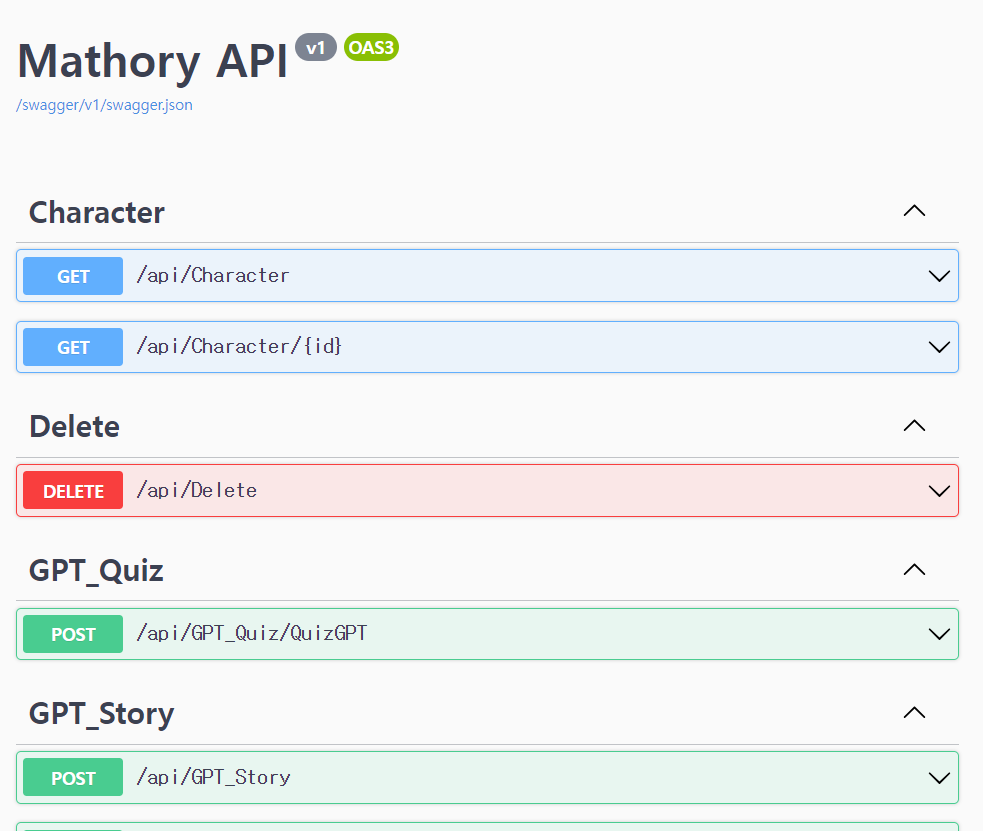 Mathory API v1 OAS3
/swagger/v1/swagger.json
Character
GET /api/Character
GET /api/Character/{id}
Delete
DELETE /api/Delete
GPT_Quiz
POST /api/GPT_Quiz/QuizGPT
GPT_Story
POST /api/GPT_Story